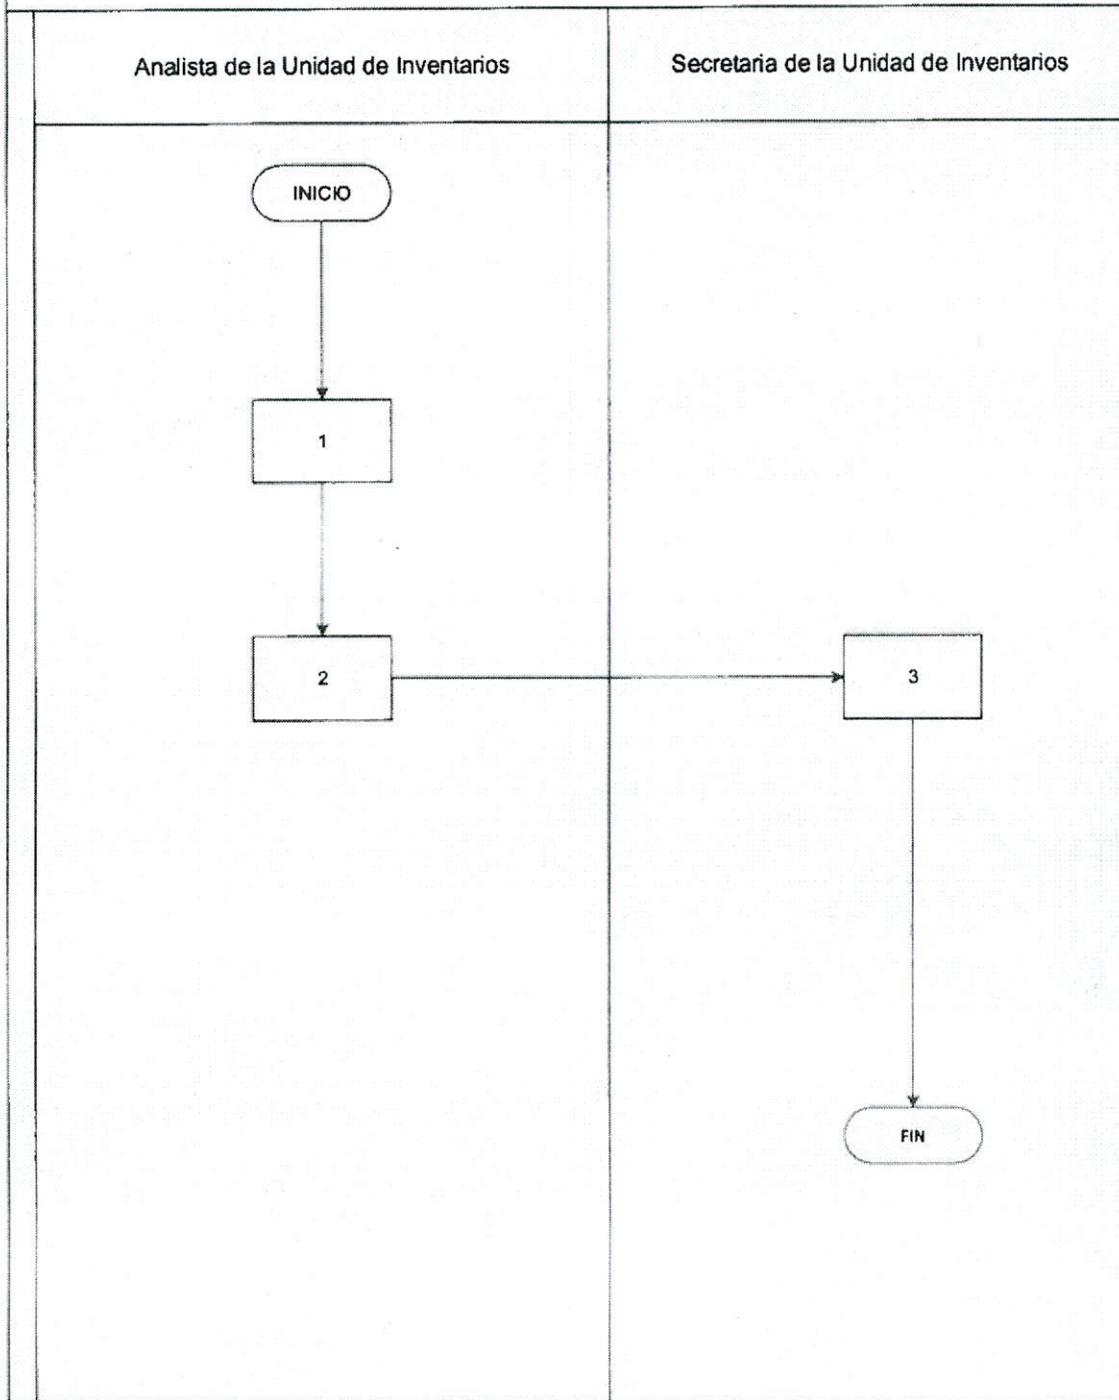 Analista de la Unidad de Inventarios
Secretaria de la Unidad de Inventarios
INICIO
1
2
3
FIN